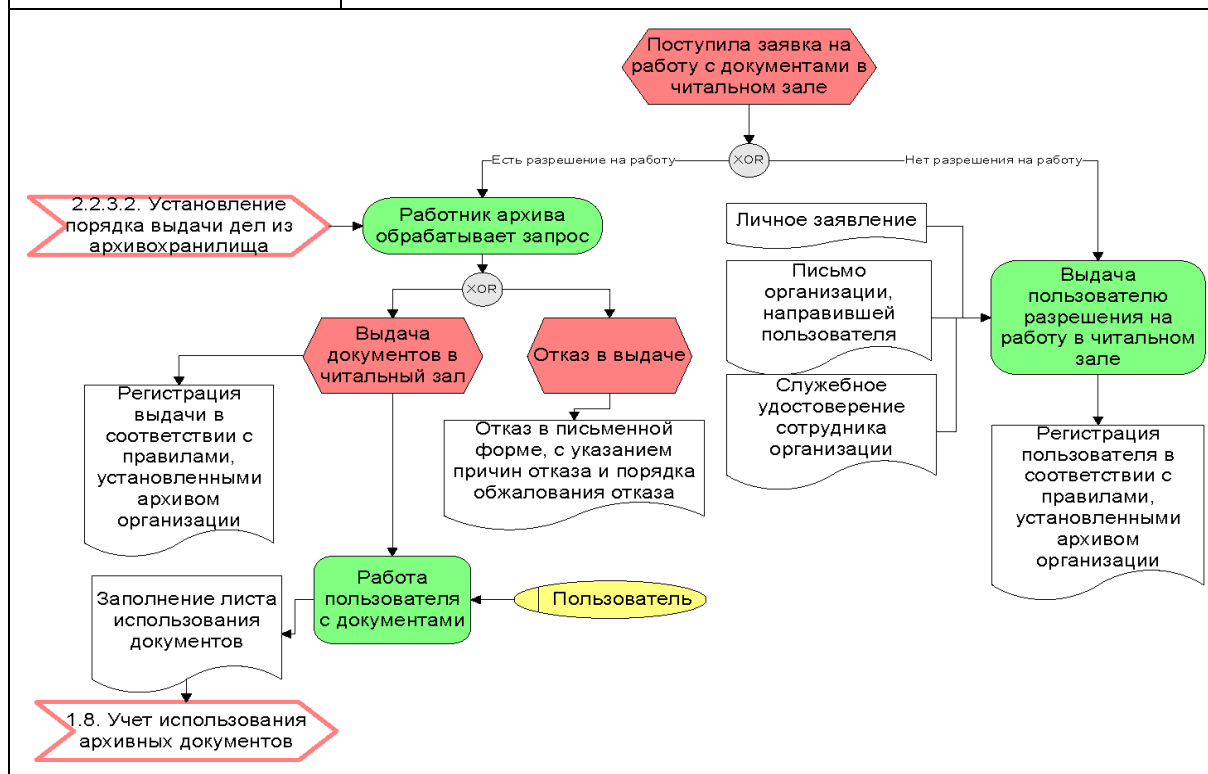 Поступила заявка на
работу с документами в
читальном зале
XOR
Есть разрешение на работу
Нет разрешения на работу
2.2.3.2. Установление
порядка выдачи дел из
архивохранилища
Работник архива
обрабатывает запрос
Личное заявление
Письмо
организации,
направившей
пользователя
Служебное
удостоверение
сотрудника
организации
Выдача
пользователю
разрешения на
работу в читальном
зале
XOR
Выдача
документов в
читальный зал
Отказ в выдаче
Регистрация
выдачи в
соответствии с
правилами,
установленными
архивом
организации
Отказ в письменной
форме, с указанием
причин отказа и порядка
обжалования отказа
Регистрация
пользователя в
соответствии с
правилами,
установленными
архивом
организации
Работа
пользователя
с документами
Пользователь
Заполнение листа
использования
документов
1.8. Учет использования
архивных документов